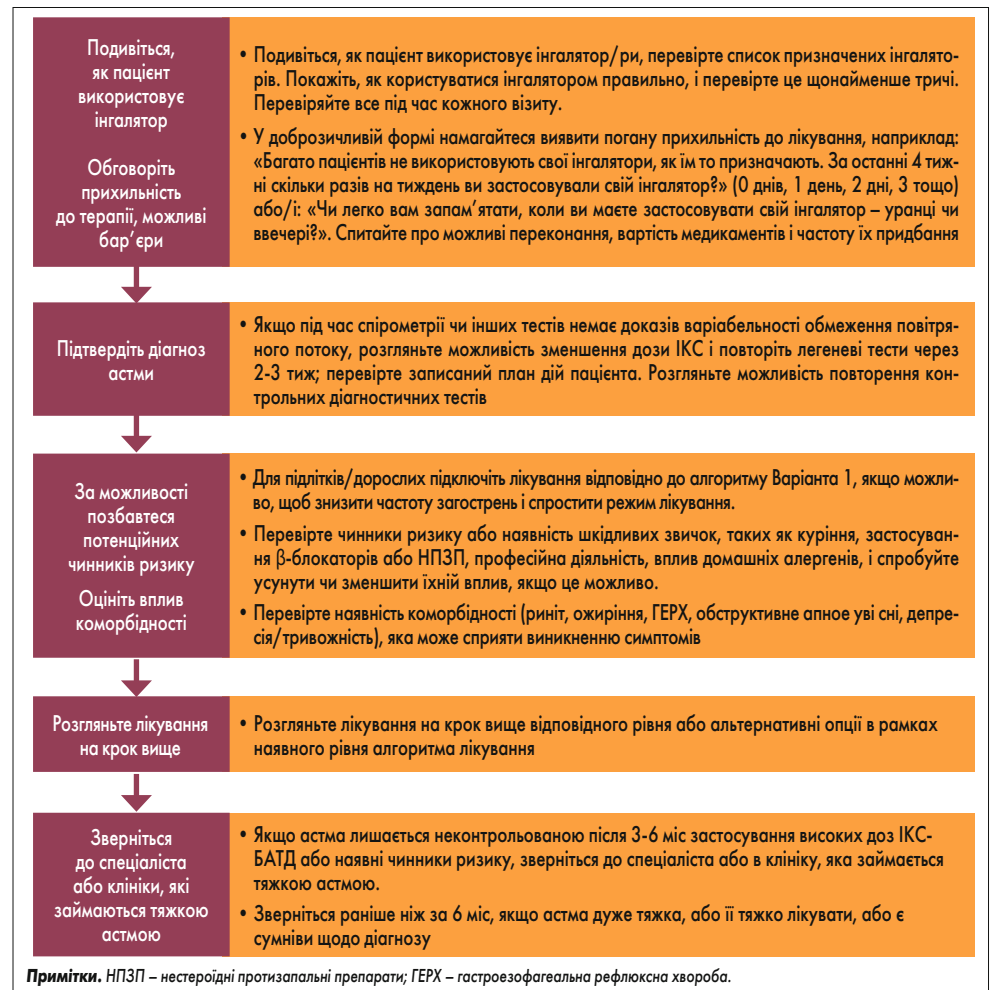 Подивіться,
як пацієнт
використовує
інгалятор
Обговоріть
прихильність
до терапії, можливі
бар’єри
• Подивіться, як пацієнт використовує інгалятор/ри, перевірте список призначених інгалято-
рів. Покажіть, як користуватися інгалятором правильно, і перевірте це щонайменше тричі.
Перевіряйте все під час кожного візиту.
• У доброзичливій формі намагайтеся виявити погану прихильність до лікування, наприклад:
«Багато пацієнтів не використовують свої інгалятори, як їм то призначають. За останні 4 тиж-
ні скільки разів на тиждень ви застосовували свій інгалятор?» (0 днів, 1 день, 2 дні, 3 тощо)
або/і: «Чи легко вам запам’ятати, коли ви маєте застосовувати свій інгалятор – уранці чи
ввечері?». Спитайте про можливі переконання, вартість медикаментів і частоту їх придбання
Підтвердіть діагноз
астми
• Якщо під час спірометрії чи інших тестів немає доказів варіабельності обмеження повітря-
ного потоку, розгляньте можливість зменшення дози ІКС і повторіть легеневі тести через
2-3 тиж; перевірте записаний план дій пацієнта. Розгляньте можливість повторення кон-
трольних діагностичних тестів
За можливості
позбавтеся
потенційних
чинників ризику
Оцініть вплив
коморбідності
• Для підлітків/дорослих підключіть лікування відповідно до алгоритму Варіанта 1, якщо можли-
во, щоб знизити частоту загострень і спростити режим лікування.
• Перевірте чинники ризику або наявність шкідливих звичок, таких як куріння, застосуван-
ня β-блокаторів або НПЗП, професійна діяльність, вплив домашніх алергенів, і спробуйте
усунути чи зменшити їхній вплив, якщо це можливо.
• Перевірте наявність коморбідності (риніт, ожиріння, ГЕРХ, обструктивне апное уві сні, депре-
сія/тривожність), яка може сприяти виникненню симптомів
Розгляньте лікування
на крок вище
• Розгляньте лікування на крок вище відповідного рівня або альтернативні опції в рамках
наявного рівня алгоритма лікування
Зверніться
до спеціаліста
або клініки, які
займаються тяжкою
астмою
• Якщо астма лишається неконтрольованою після 3-6 міс застосування високих доз ІКС-
БАТД або наявні чинники ризику, зверніться до спеціаліста або в клініку, яка займається
тяжкою астмою.
• Зверніться раніше ніж за 6 міс, якщо астма дуже тяжка, або її тяжко лікувати, або є
сумніви щодо діагнозу
Примітки. НПЗП – нестероїдні протизапальні препарати; ГЕРХ – гастроезофагеальна рефлюксна хвороба.